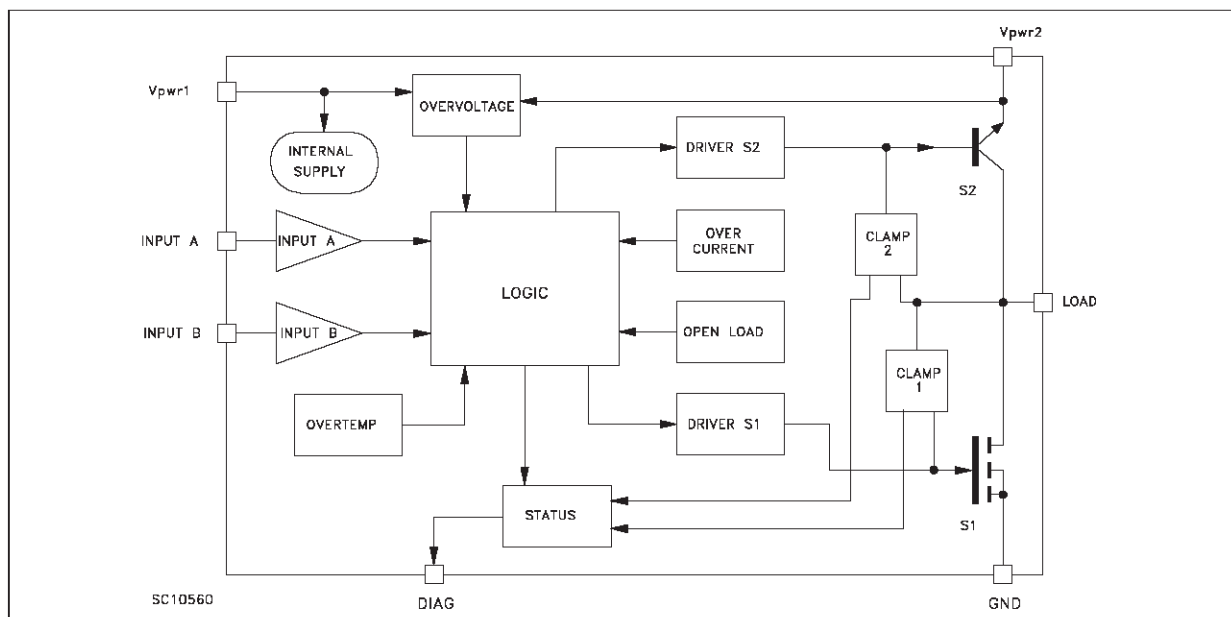 Vpwr2
Vpwr1
OVERVOLTAGE
INTERNAL
SUPPLY
DRIVER S2
S2
INPUT A
INPUT A
OVER
CURRENT
CLAMP
2
LOGIC
LOAD
INPUT B
INPUT B
OPEN LOAD
CLAMP
1
OVERTEMP
DRIVER S1
STATUS
S1
SC10560
DIAG
GND